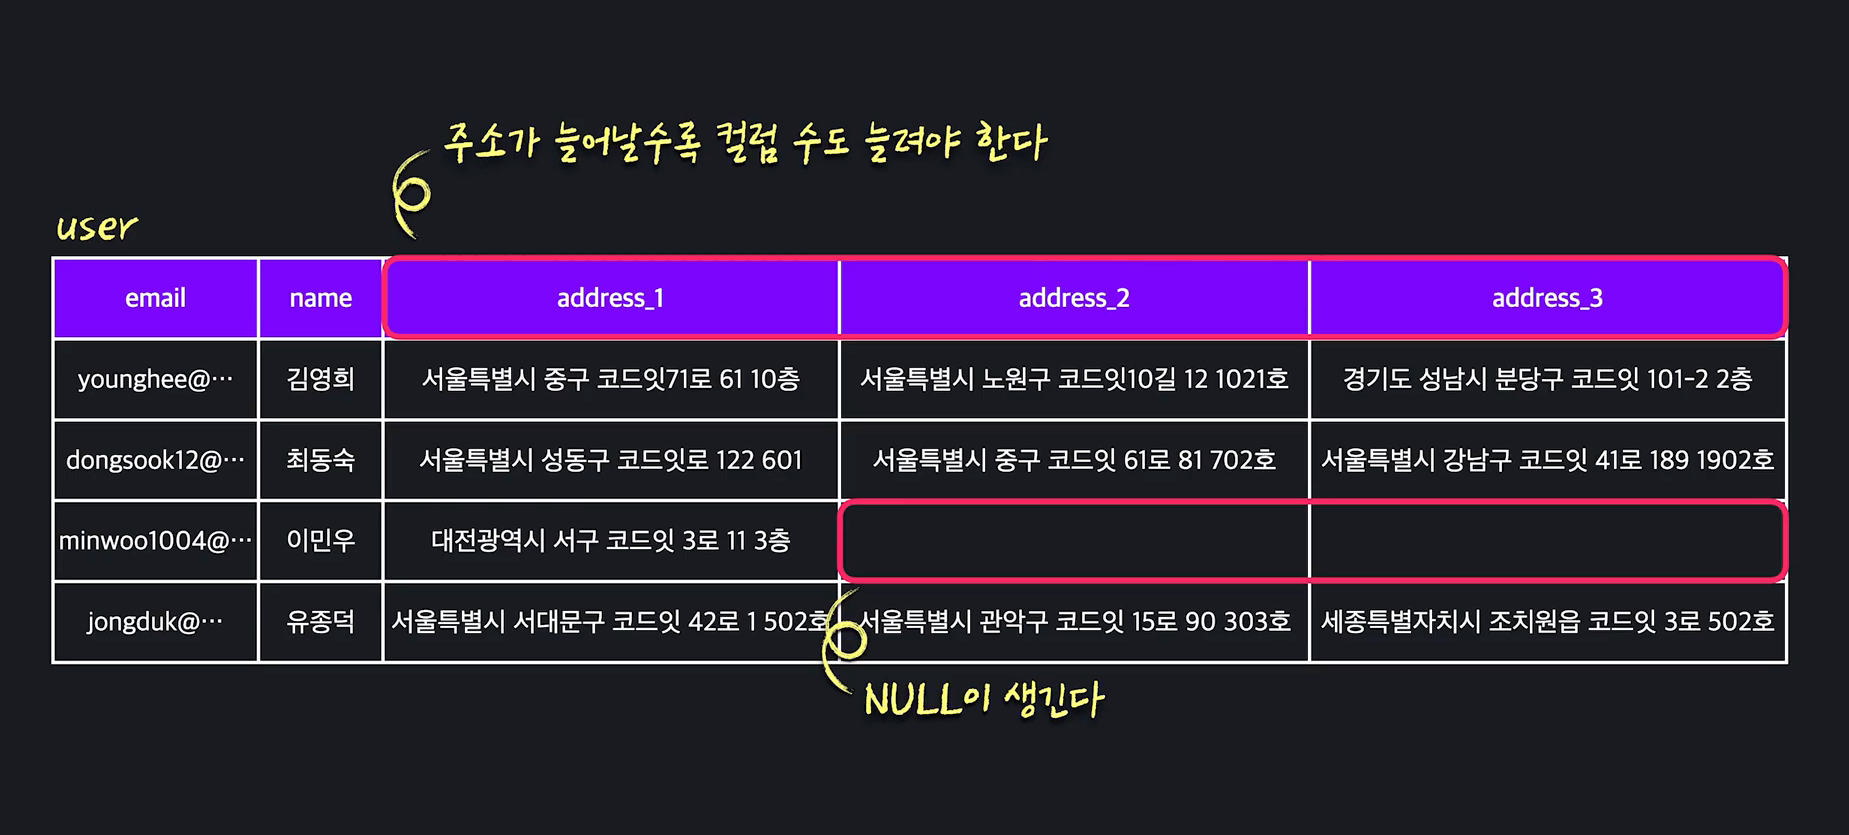 주소가 늘어날수록 컬럼 수도 늘려야 한다
user
email name address_1 address_2 address_3
younghee@⋯ 김영희 서울특별시 중구 코드잇71로 61 10층 서울특별시 노원구 코드잇10길 12 1021호 경기도 성남시 분당구 코드잇 101-2 2층
dongsook12@⋯ 최동숙 서울특별시 성동구 코드잇로 122 601 서울특별시 중구 코드잇 61로 81 702호 서울특별시 강남구 코드잇 41로 189 1902호
minwoo1004@⋯ 이민우 대전광역시 서구 코드잇 3로 11 3층
jongduk@⋯ 유종덕 서울특별시 서대문구 코드잇 42로 1 502호 서울특별시 관악구 코드잇 15로 90 303호 세종특별자치시 조치원읍 코드잇 3로 502호
NULL이 생긴다